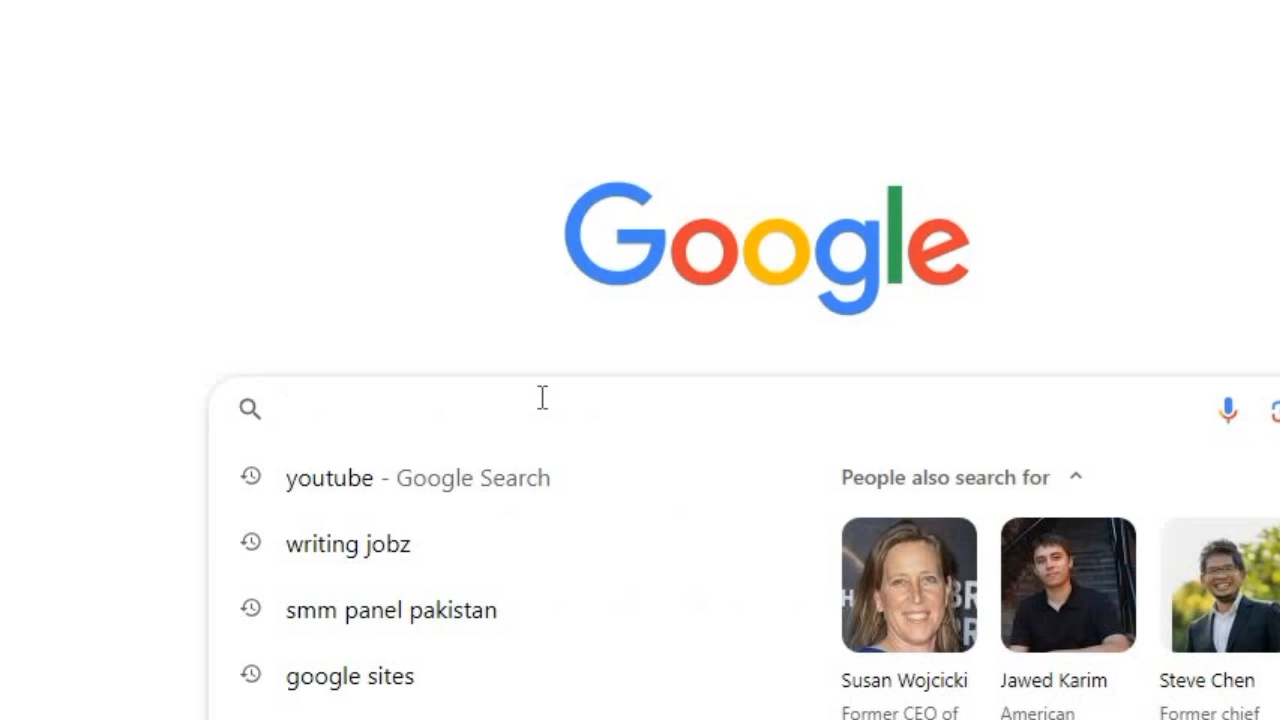 Google
youtube - Google Search
writing jobz
smm panel pakistan
google sites
People also search for
Susan Wojcicki
Former CEO of
Jawed Karim
American
Steve Chen
Former chief